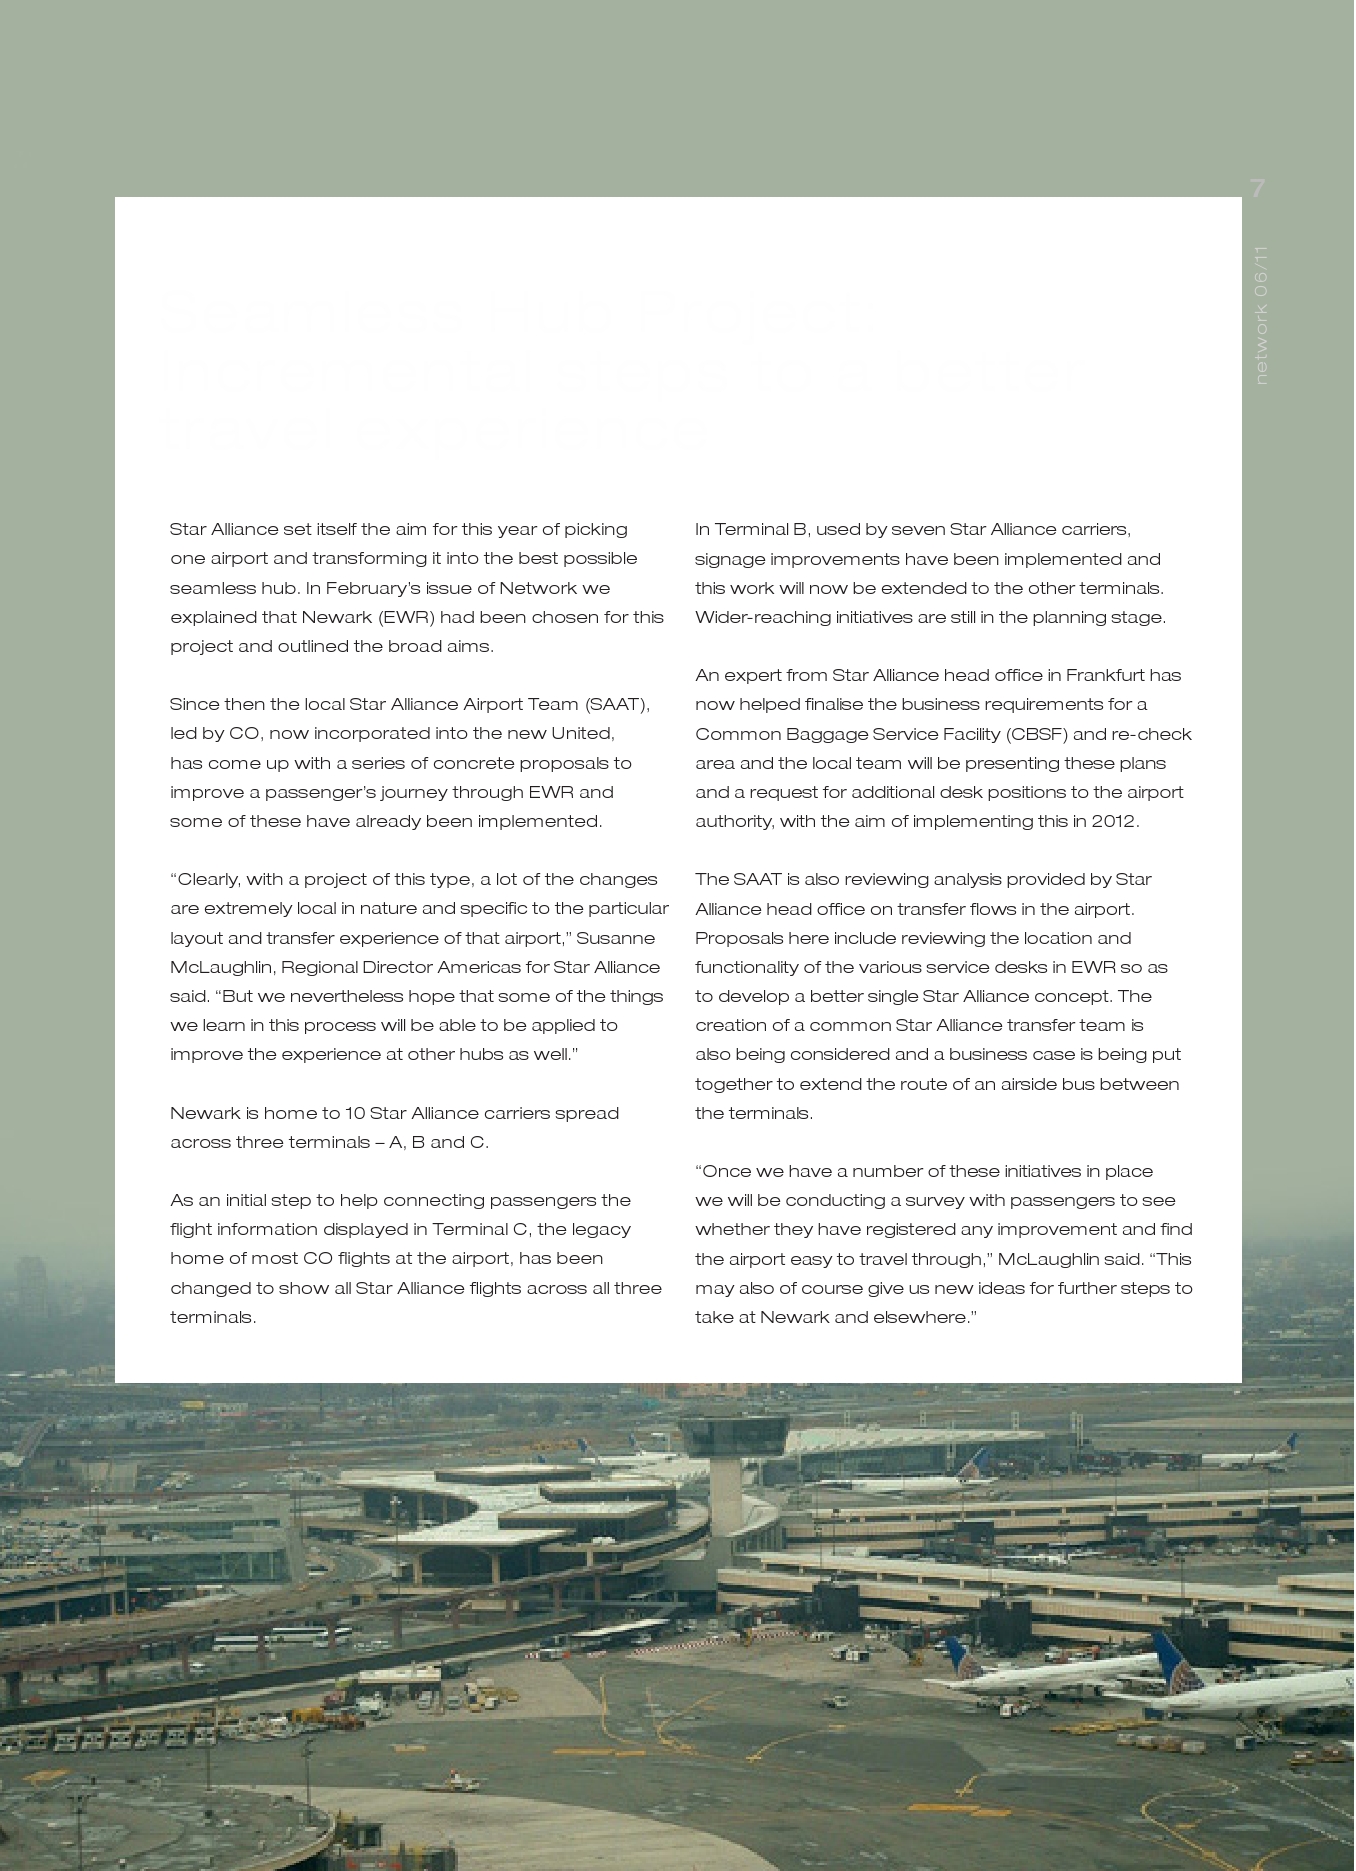 7
network 06/11
Seamless Hub Project
Star Alliance set itself the aim for this year of picking
one airport and transforming it into the best possible
seamless hub. In February’s issue of Network we
explained that Newark (EWR) had been chosen for this
project and outlined the broad aims.
Since then the local Star Alliance Airport Team (SAAT),
led by CO, now incorporated into the new United,
has come up with a series of concrete proposals to
improve a passenger’s journey through EWR and
some of these have already been implemented.
“Clearly, with a project of this type, a lot of the changes
are extremely local in nature and specific to the particular
layout and transfer experience of that airport,” Susanne
McLaughlin, Regional Director Americas for Star Alliance
said. “But we nevertheless hope that some of the things
we learn in this process will be able to be applied to
improve the experience at other hubs as well.”
Newark is home to 10 Star Alliance carriers spread
across three terminals – A, B and C.
As an initial step to help connecting passengers the
flight information displayed in Terminal C, the legacy
home of most CO flights at the airport, has been
changed to show all Star Alliance flights across all three
terminals.
In Terminal B, used by seven Star Alliance carriers,
signage improvements have been implemented and
this work will now be extended to the other terminals.
Wider-reaching initiatives are still in the planning stage.
An expert from Star Alliance head office in Frankfurt has
now helped finalise the business requirements for a
Common Baggage Service Facility (CBSF) and re-check
area and the local team will be presenting these plans
and a request for additional desk positions to the airport
authority, with the aim of implementing this in 2012.
The SAAT is also reviewing analysis provided by Star
Alliance head office on transfer flows in the airport.
Proposals here include reviewing the location and
functionality of the various service desks in EWR so as
to develop a better single Star Alliance concept. The
creation of a common Star Alliance transfer team is
also being considered and a business case is being put
together to extend the route of an airside bus between
the terminals.
“Once we have a number of these initiatives in place
we will be conducting a survey with passengers to see
whether they have registered any improvement and find
the airport easy to travel through,” McLaughlin said. “This
may also of course give us new ideas for further steps to
take at Newark and elsewhere.”